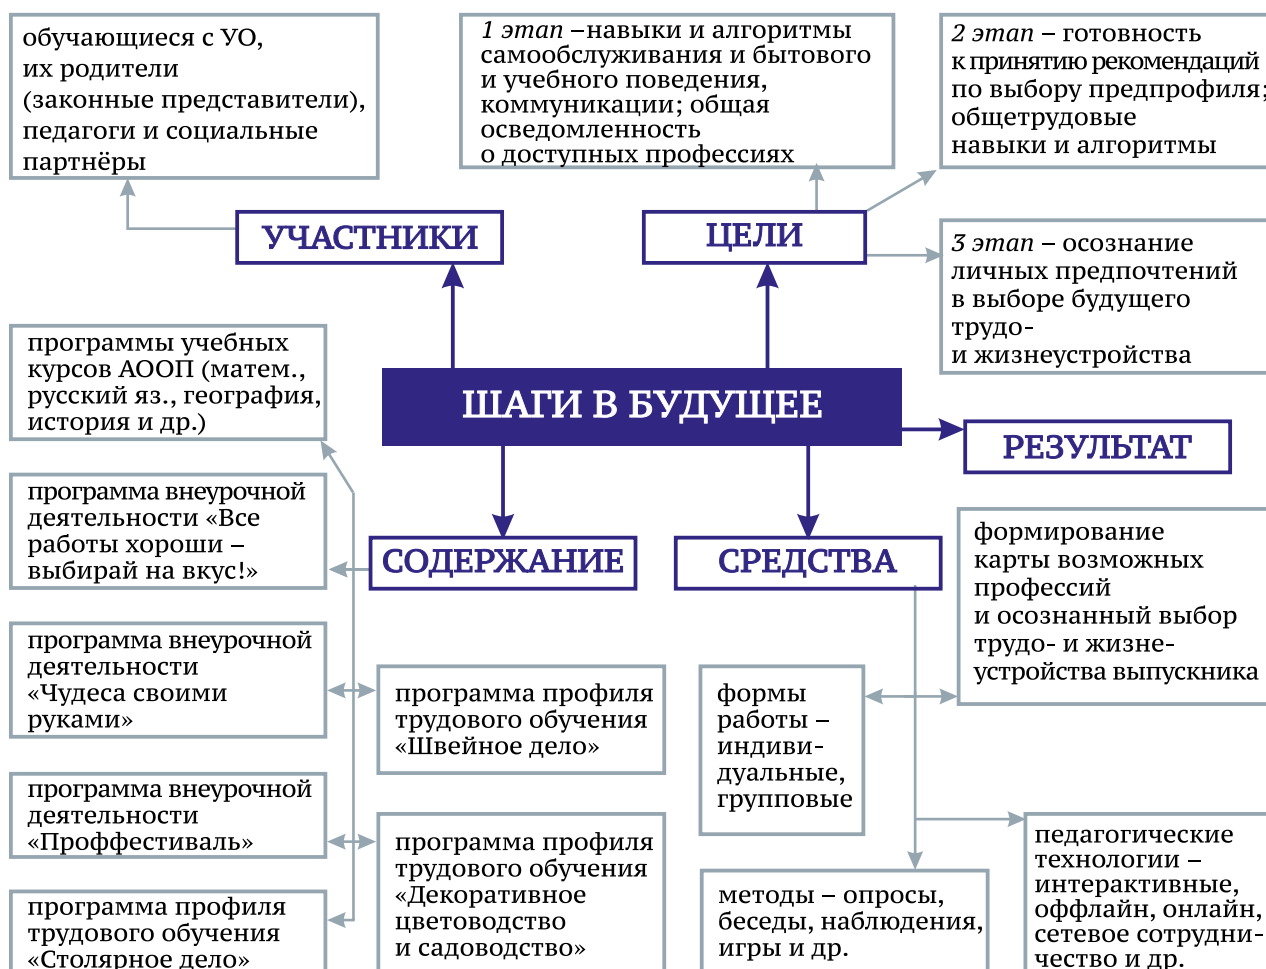 обучающиеся с УО,
их родители
(законные представители),
педагоги и социальные
партнёры
1 этап –навыки и алгоритмы
самообслуживания и бытового
и учебного поведения,
коммуникации; общая
осведомленность
о доступных профессиях
2 этап – готовность
к принятию рекомендаций
по выбору предпрофиля;
общетрудовые
навыки и алгоритмы
УЧАСТНИКИ
ЦЕЛИ
3 этап – осознание
личных предпочтений
в выборе будущего
трудо-
и жизнеустройства
программы учебных
курсов АООП (матем.,
русский яз., география,
история и др.)
ШАГИ В БУДУЩЕЕ
РЕЗУЛЬТАТ
программа внеурочной
деятельности «Все
работы хороши –
выбирай на вкус!»
СОДЕРЖАНИЕ
СРЕДСТВА
формирование
карты возможных
профессий
и осознанный выбор
трудо- и жизне-
устройства выпускника
программа внеурочной
деятельности
«Чудеса своими
руками»
программа профиля
трудового обучения
«Швейное дело»
формы
работы –
индиви-
дуальные,
групповые
программа внеурочной
деятельности
«Проффестиваль»
программа профиля
трудового обучения
«Декоративное
цветоводство
и садоводство»
методы – опросы,
беседы, наблюдения,
игры и др.
педагогические
технологии –
интерактивные,
оффлайн, онлайн,
сетевое сотрудни-
чество и др.
программа профиля
трудового обучения
«Столярное дело»